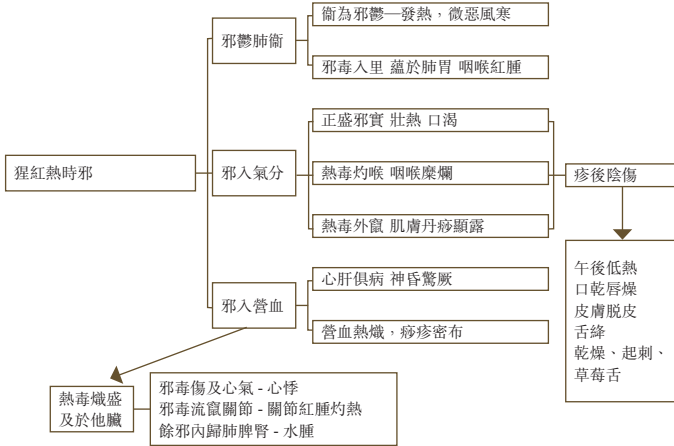 猩紅熱時邪
邪鬱肺衞
衞為邪鬱—發熱，微惡風寒
邪毒入里 蘊於肺胃 咽喉紅腫
邪入氣分
正盛邪實 壯熱 口渴
熱毒灼喉 咽喉糜爛
熱毒外竄 肌膚丹痧顯露
疹後陰傷
午後低熱
口乾唇燥
皮膚脱皮
舌絳
乾燥、起刺、
草莓舌
邪入營血
心肝俱病 神昏驚厥
營血熱熾，痧疹密布
熱毒熾盛
及於他臟
邪毒傷及心氣 - 心悸
邪毒流竄關節 - 關節紅腫灼熱
餘邪內歸肺脾腎 - 水腫